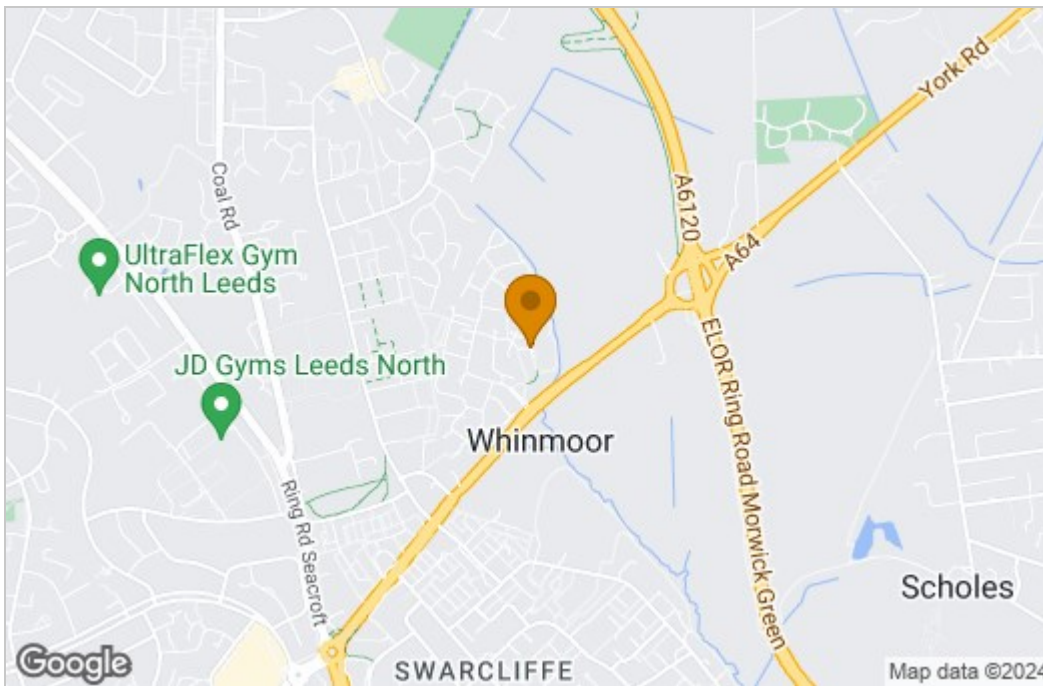 York Rd
A6120
Coal Rd
A64
UltraFlex Gym
North Leeds
JD Gyms Leeds North
ELOR Ring Road Morwick Green
Whinmoor
Ring Rd Seacroft
Scholes
SWARCLIFFE
Google
Map data ©2024